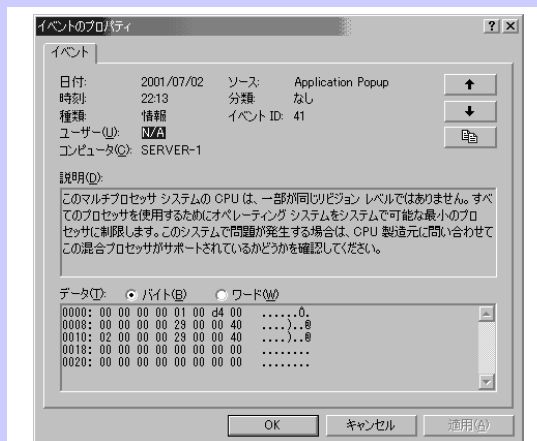 イベントのプロパティ
イベント
日付: 2001/07/02 ソース: Application Popup
時刻: 22:13 分類: なし
種類: 情報 イベント ID: 41
ユーザー(U): N/A
コンピュータ(C): SERVER-1
説明(D):
このマルチプロセッサ システムの CPU は、一部が同じリビジョン レベルではありません。すべ
てのプロセッサを使用するためにオペレーティング システムをシステムで可能な最小のプロ
セッサに制限します。このシステムで問題が発生する場合は、CPU 製造元に問い合わせて
この混合プロセッサがサポートされているかどうかを確認してください。
データ(T): バイト(B) ワード(W)
0000: 00 00 00 00 01 00 d4 00 ......Ô.
0008: 00 00 00 00 29 00 00 40 ....)..@
0010: 02 00 00 00 29 00 00 40 ....)..@
0018: 00 00 00 00 00 00 00 00 ........
0020: 00 00 00 00 00 00 00 00 ........
OK キャンセル 適用(A)